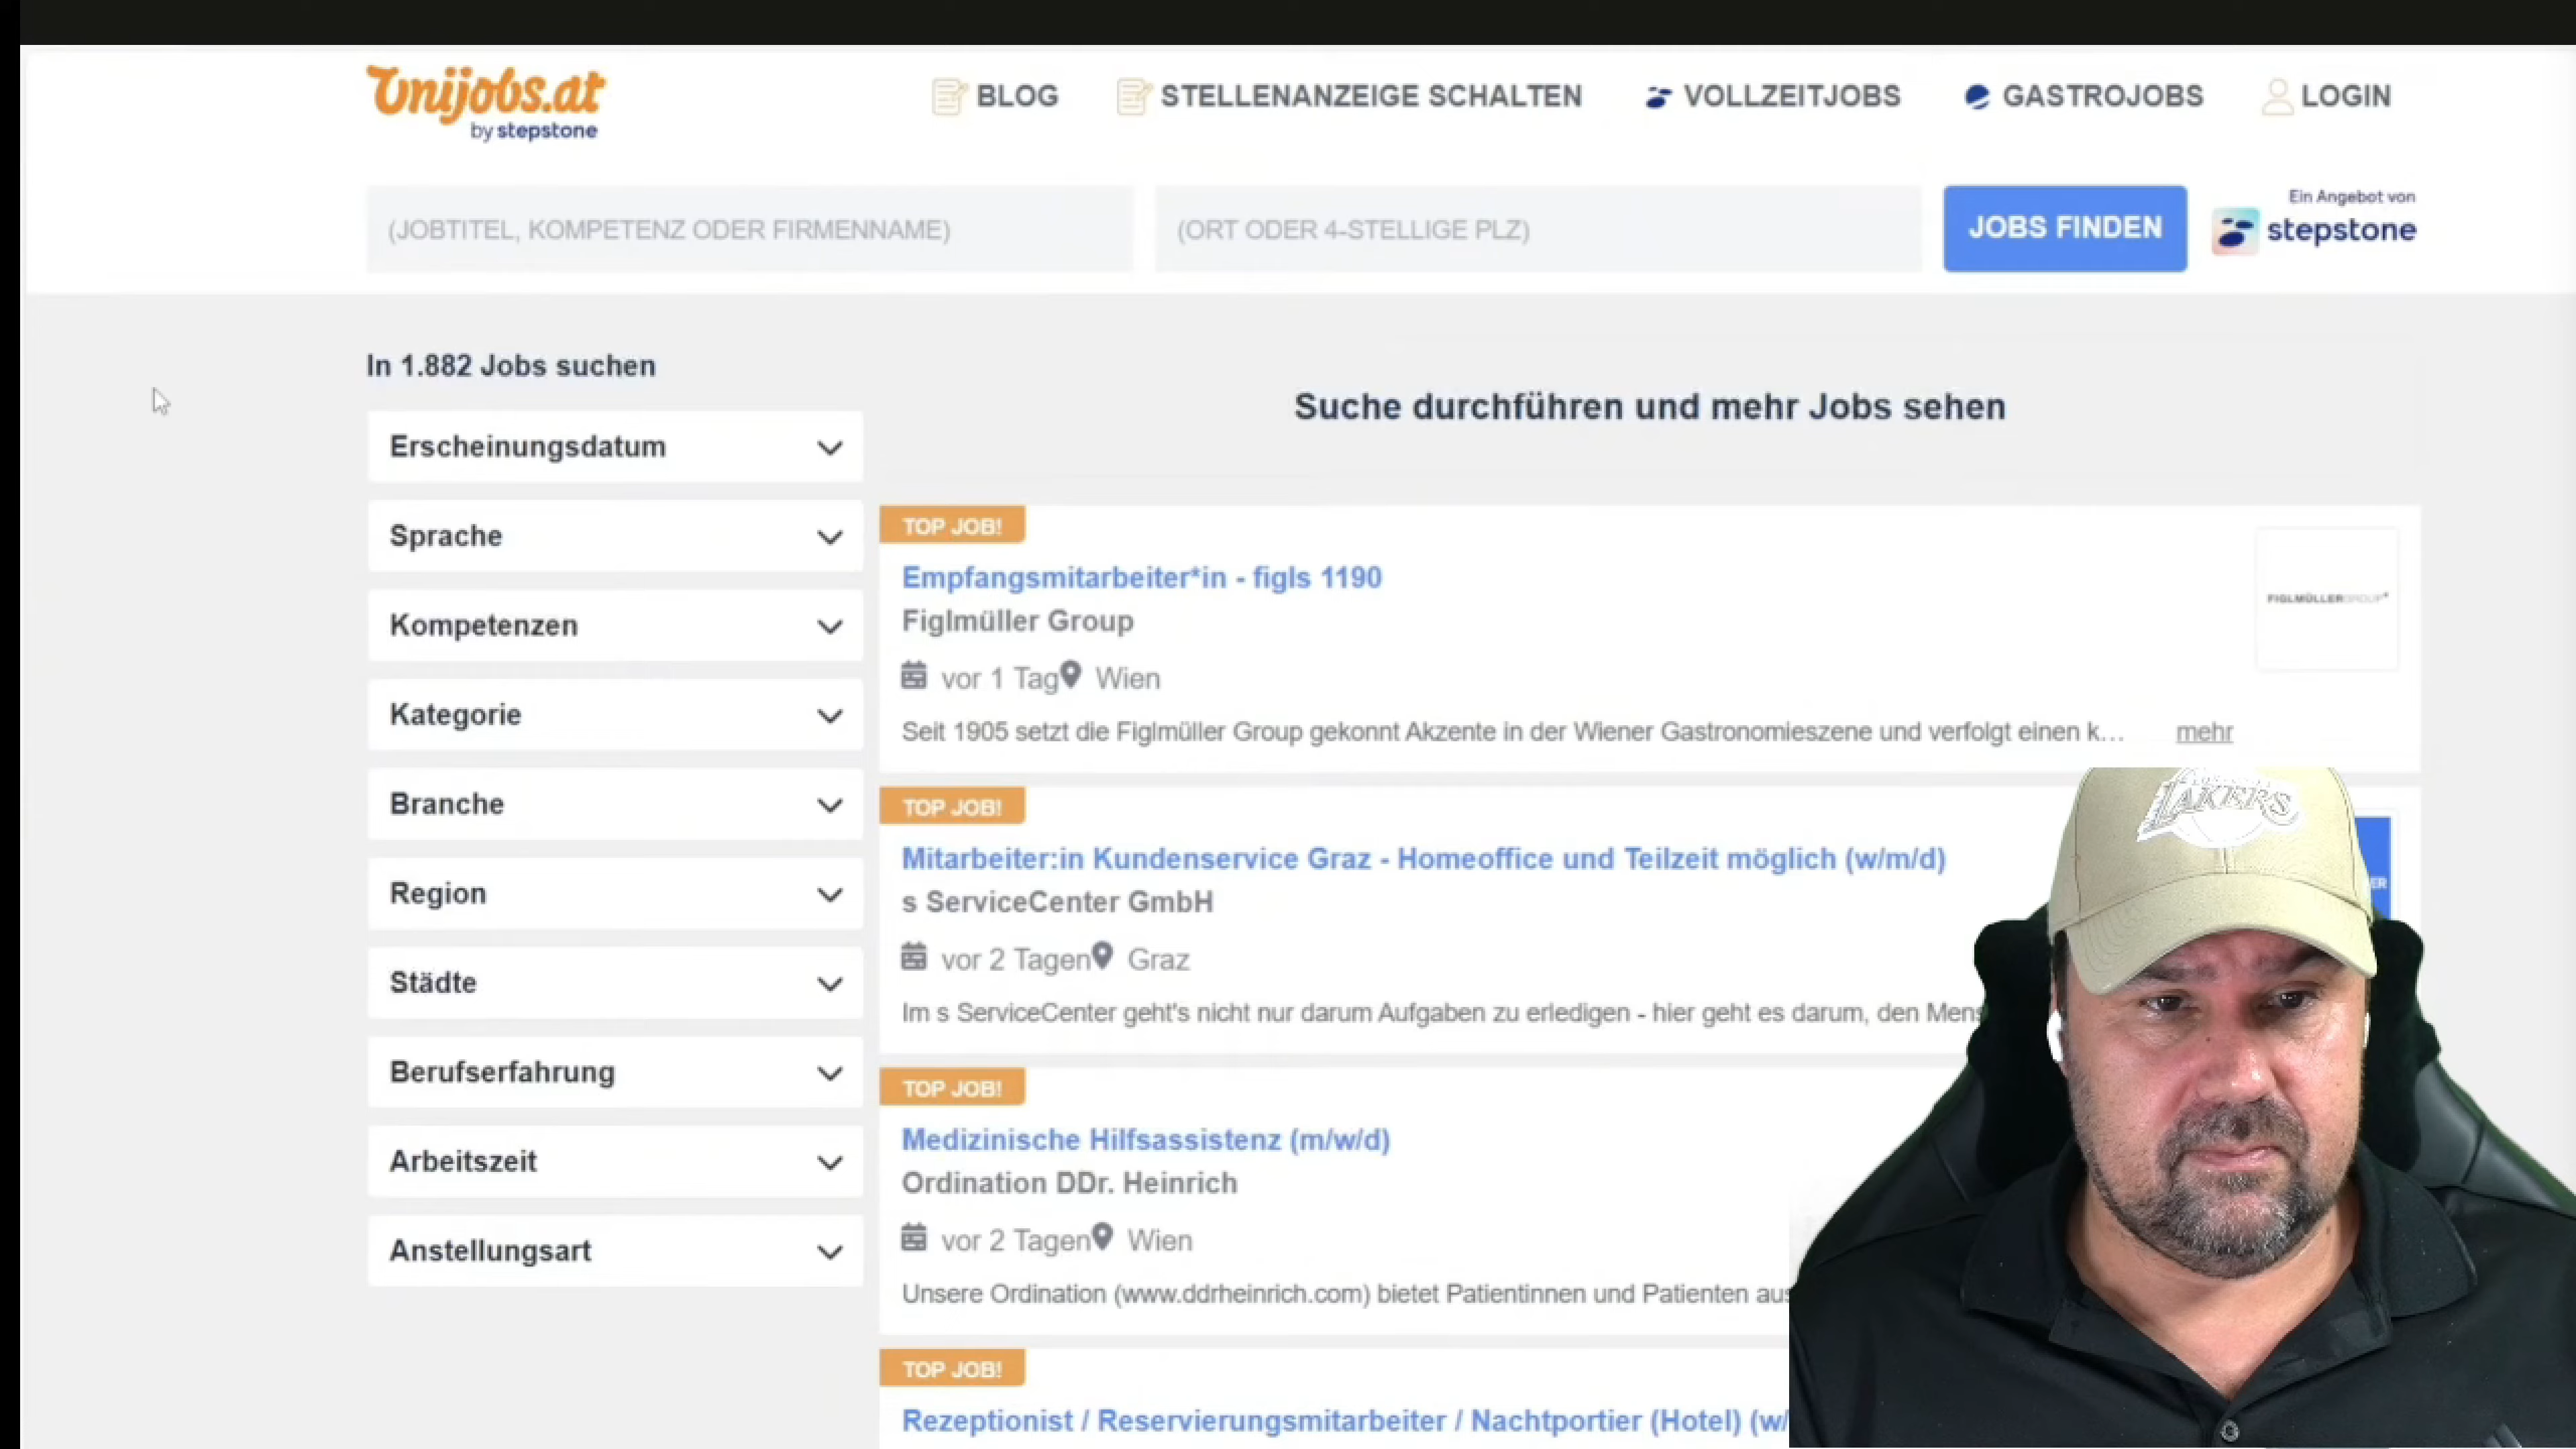 Unijobs.at
by stepstone
BLOG
STELLENANZEIGE SCHALTEN
VOLLZEITJOBS
GASTROJOBS
LOGIN
(JOBTITEL, KOMPETENZ ODER FIRMENNAME)
(ORT ODER 4-STELLIGE PLZ)
JOBS FINDEN
Ein Angebot von
stepstone
In 1.882 Jobs suchen
Erscheinungsdatum
Sprache
Kompetenzen
Kategorie
Branche
Region
Städte
Berufserfahrung
Arbeitszeit
Anstellungsart
Suche durchführen und mehr Jobs sehen
TOP JOB!
Empfangsmitarbeiter*in - figls 1190
Figlmüller Group
vor 1 Tag Wien
Seit 1905 setzt die Figlmüller Group gekonnt Akzente in der Wiener Gastronomieszene und verfolgt einen k... mehr
FIGLMÜLLERGROUP
TOP JOB!
Mitarbeiter:in Kundenservice Graz - Homeoffice und Teilzeit möglich (w/m/d)
s ServiceCenter GmbH
vor 2 Tagen Graz
Im s ServiceCenter geht's nicht nur darum Aufgaben zu erledigen - hier geht es darum, den Mens
ER
TOP JOB!
Medizinische Hilfsassistenz (m/w/d)
Ordination DDr. Heinrich
vor 2 Tagen Wien
Unsere Ordination (www.ddrheinrich.com) bietet Patientinnen und Patienten aus
TOP JOB!
Rezeptionist / Reservierungsmitarbeiter / Nachtportier (Hotel) (w/
LAKERS